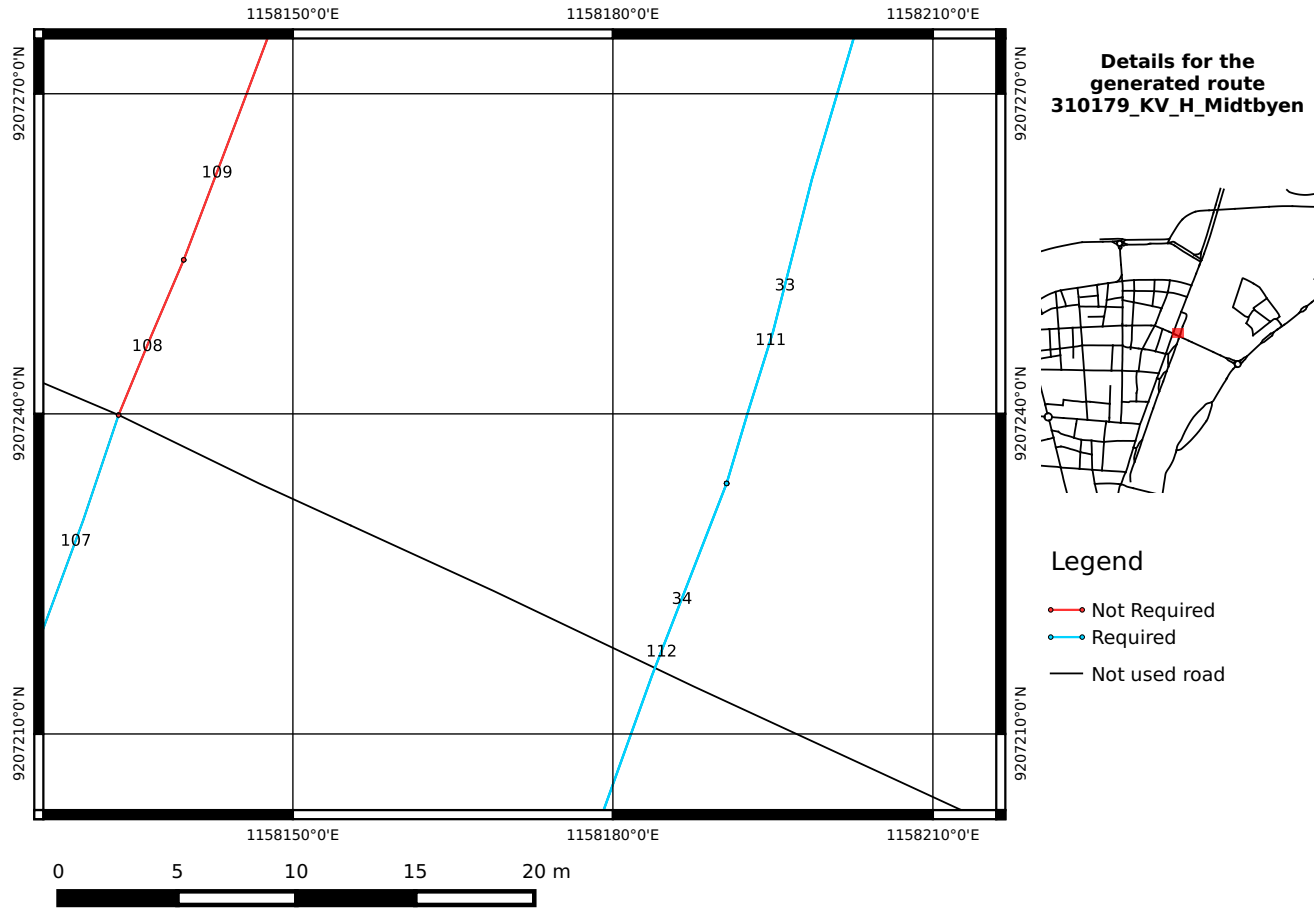 1158150°0'E
1158180°0'E
1158210°0'E
9207270°0'N
9207270°0'N
109
33
111
108
9207240°0'N
9207240°0'N
107
34
112
9207210°0'N
9207210°0'N
1158150°0'E
1158180°0'E
1158210°0'E
0 5 10 15 20 m
Details for the
generated route
310179_KV_H_Midtbyen
Legend
Not Required
Required
Not used road